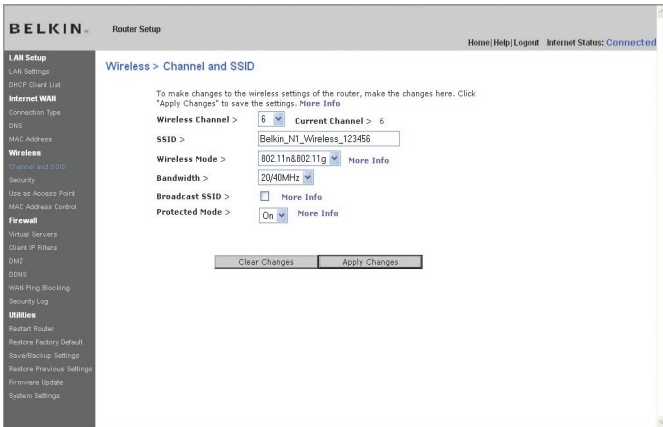 BELKIN®
Router Setup
Home|Help|Logout Internet Status: Connected
LAN Setup
LAN Settings
DHCP Client List
Internet WAN
Connection Type
DNS
MAC Address
Wireless
Channel and SSID
Security
Use as Access Point
MAC Address Control
Firewall
Virtual Servers
Client IP Filters
DMZ
DDNS
WAN Ping Blocking
Security Log
Utilities
Restart Router
Restore Factory Default
Save/Backup Settings
Restore Previous Settings
Firmware Update
System Settings
Wireless > Channel and SSID
To make changes to the wireless settings of the router, make the changes here. Click
"Apply Changes" to save the settings. More Info
Wireless Channel > 6 Current Channel > 6
SSID > Belkin_N1_Wireless_123456
Wireless Mode > 802.11n&802.11g More Info
Bandwidth > 20/40MHz
Broadcast SSID > More Info
Protected Mode > On More Info
Clear Changes Apply Changes